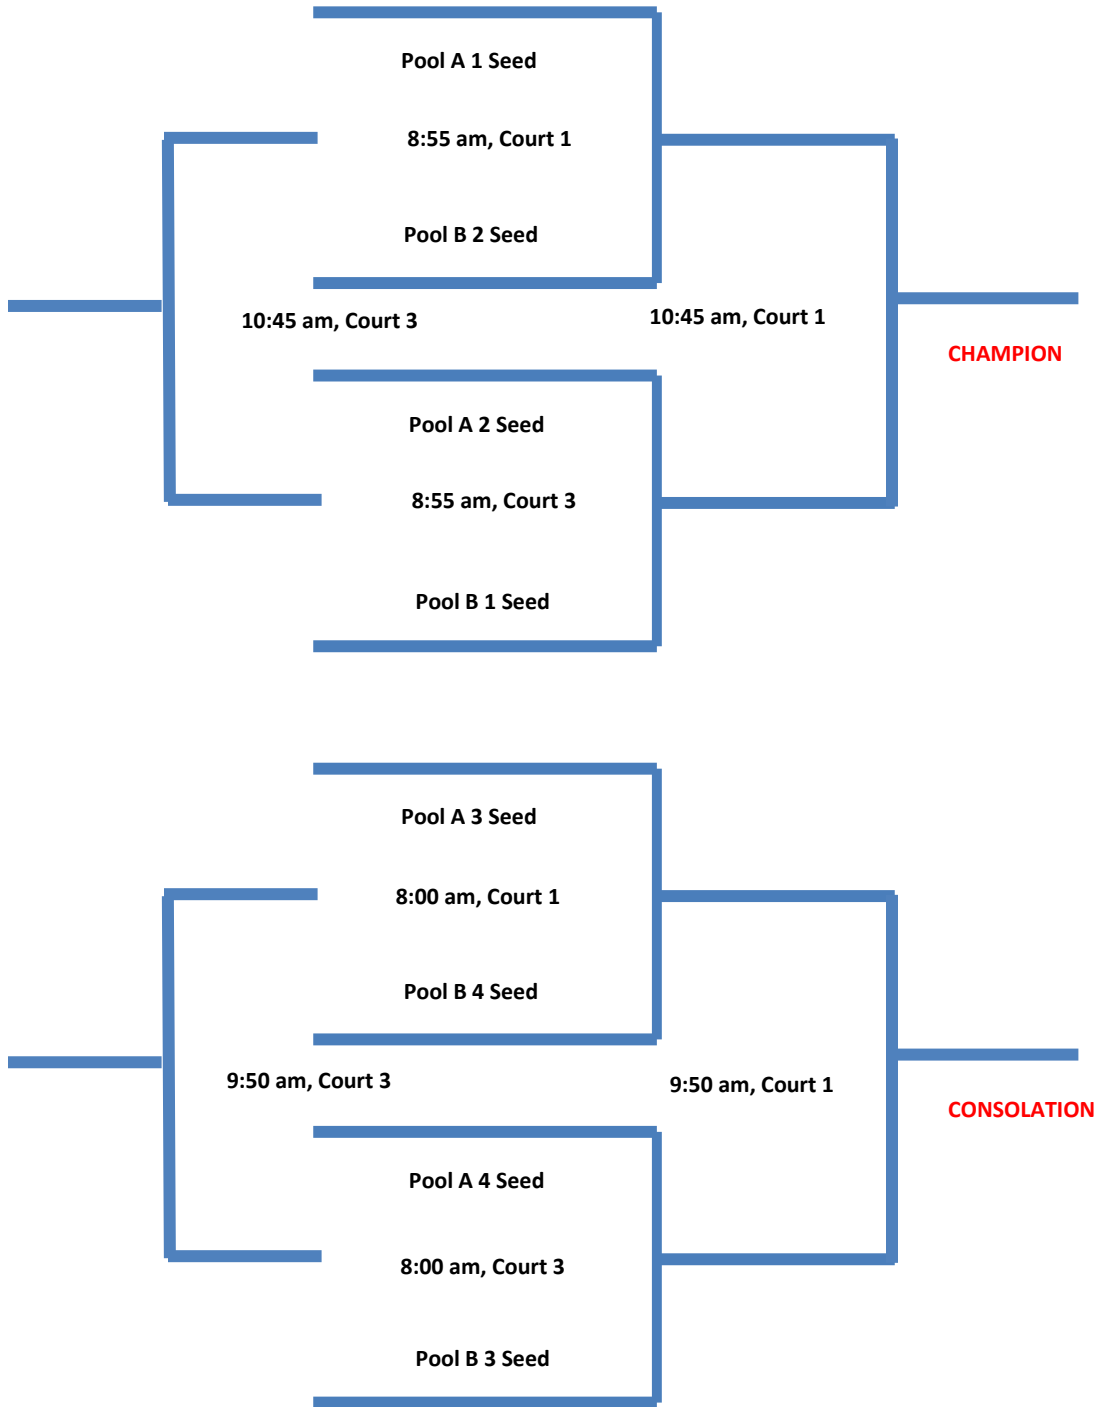 Pool A 1 Seed
8:55 am, Court 1
Pool B 2 Seed
10:45 am, Court 3
10:45 am, Court 1
CHAMPION
Pool A 2 Seed
8:55 am, Court 3
Pool B 1 Seed
Pool A 3 Seed
8:00 am, Court 1
Pool B 4 Seed
9:50 am, Court 3
9:50 am, Court 1
CONSOLATION
Pool A 4 Seed
8:00 am, Court 3
Pool B 3 Seed